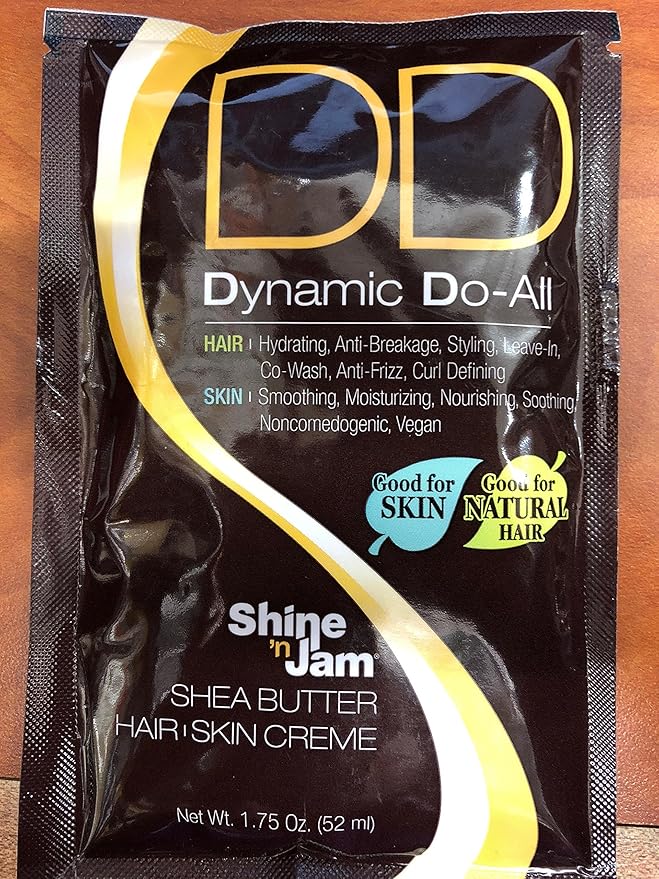 DD
Dynamic Do-All
HAIR | Hydrating, Anti-Breakage, Styling, Leave-In,
Co-Wash, Anti-Frizz, Curl Defining
SKIN | Smoothing, Moisturizing, Nourishing, Soothing,
Noncomedogenic, Vegan
Good for
SKIN
Good for
NATURAL
HAIR
Shine
'n
Jam®
SHEA BUTTER
HAIR | SKIN CREME
Net Wt. 1.75 Oz. (52 ml)